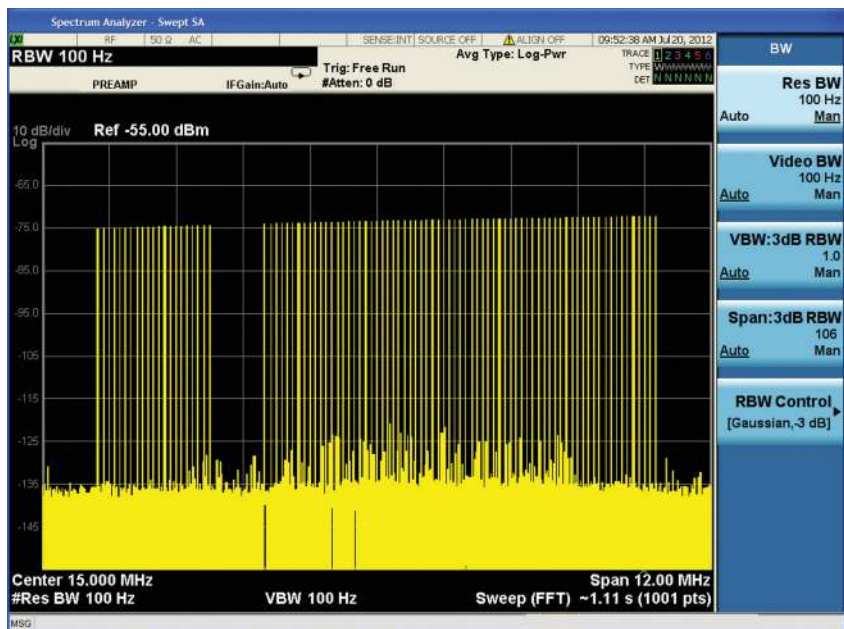 Spectrum Analyzer - Swept SA
LXI RF 50 Ω AC SENSE:INT SOURCE OFF ALIGN OFF 09:52:38 AM Jul 20, 2012
RBW 100 Hz
Avg Type: Log-Pwr
TRACE 1 2 3 4 5 6
Trig: Free Run
TYPE WWWWWW
PREAMP IFGain:Auto #Atten: 0 dB
DET N N N N N N
10 dB/div Ref -55.00 dBm
Log
-65.0
-75.0
-85.0
-95.0
-105
-115
-125
-135
-145
Center 15.000 MHz Span 12.00 MHz
#Res BW 100 Hz VBW 100 Hz Sweep (FFT) ~1.11 s (1001 pts)
MSG
BW
Res BW
100 Hz
Auto Man
Video BW
100 Hz
Auto Man
VBW:3dB RBW
1.0
Auto Man
Span:3dB RBW
106
Auto Man
RBW Control
[Gaussian,-3 dB]